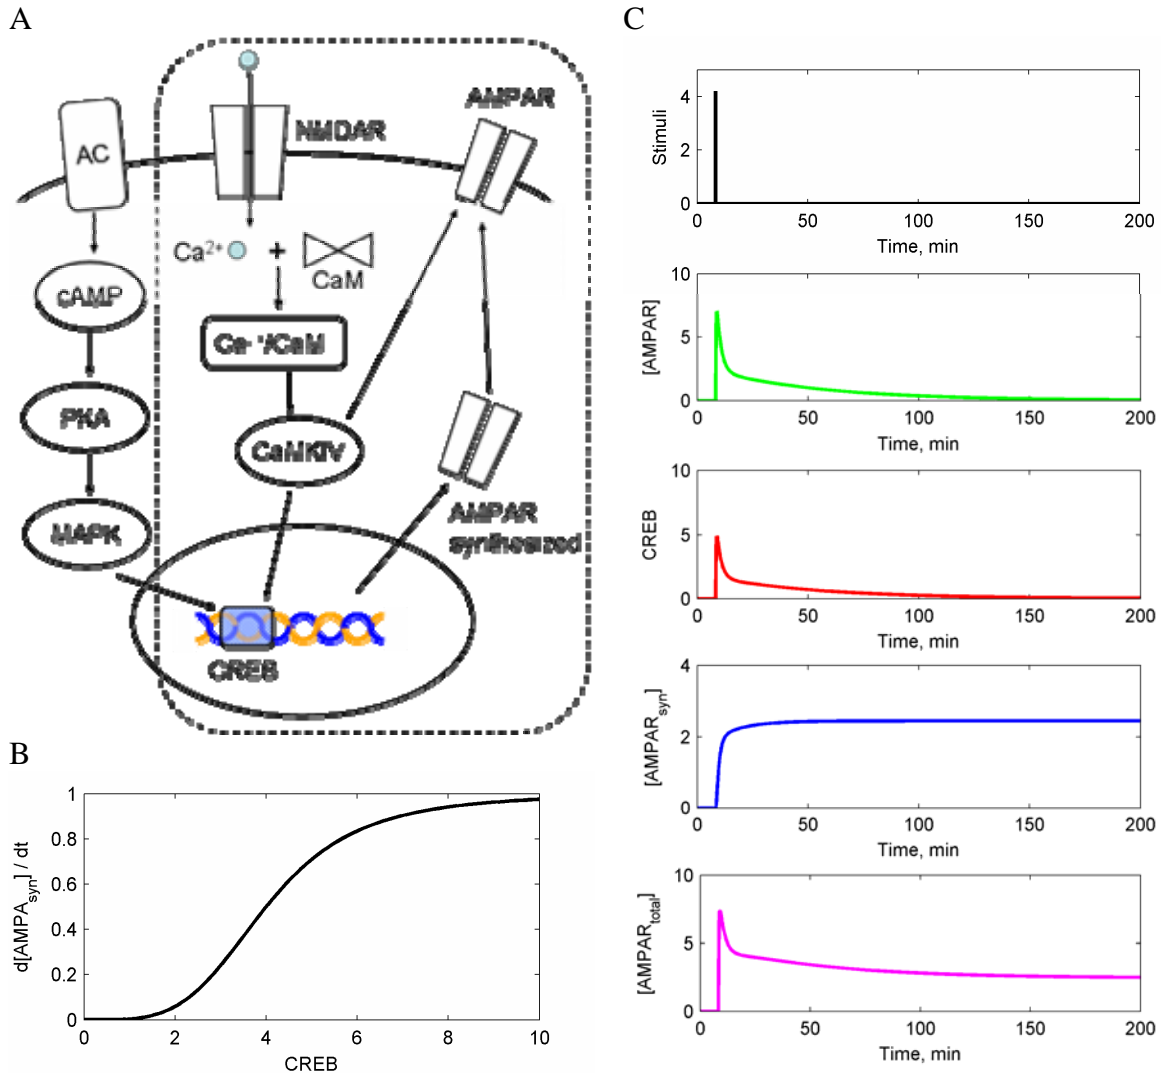 A
AC
NMDAR
AMPAR
Ca2+
+
CaM
cAMP
PKA
CaMKIV
MAPK
AMPAR
synthesized
CREB
B
d[AMPAsyn] / dt
1
0.8
0.6
0.4
0.2
0
0 2 4 6 8 10
CREB
C
Stimuli
4
2
0
0 50 100 150 200
Time, min
[AMPAR]
10
5
0
0 50 100 150 200
Time, min
CREB
10
5
0
0 50 100 150 200
Time, min
[AMPARsyn]
4
2
0
0 50 100 150 200
Time, min
[AMPARtotal]
10
5
0
0 50 100 150 200
Time, min